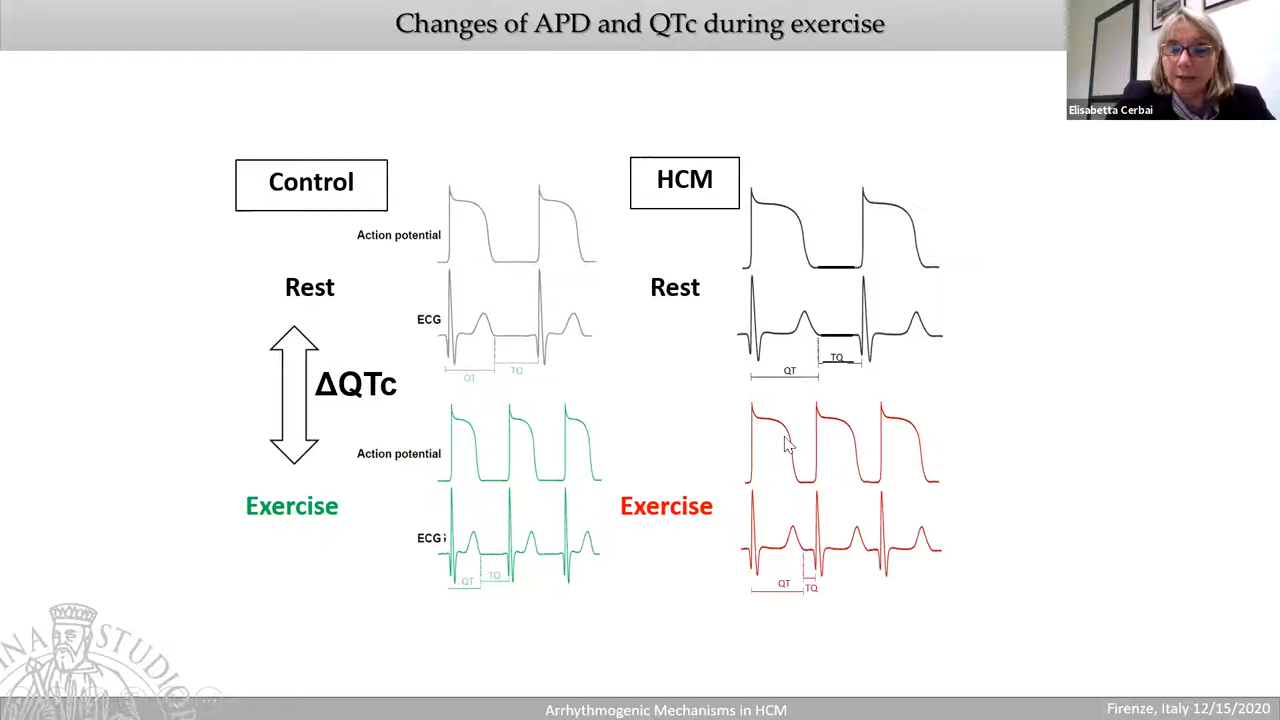 Changes of APD and QTc during exercise
Elisabetta Cerbai
Control
HCM
Action potential
Rest
Rest
ECG
QT
TQ
QT
TQ
ΔQTc
Action potential
Exercise
Exercise
ECG
QT
TQ
QT
TQ
INA STUDIO
Arrhythmogenic Mechanisms in HCM
Firenze, Italy 12/15/2020